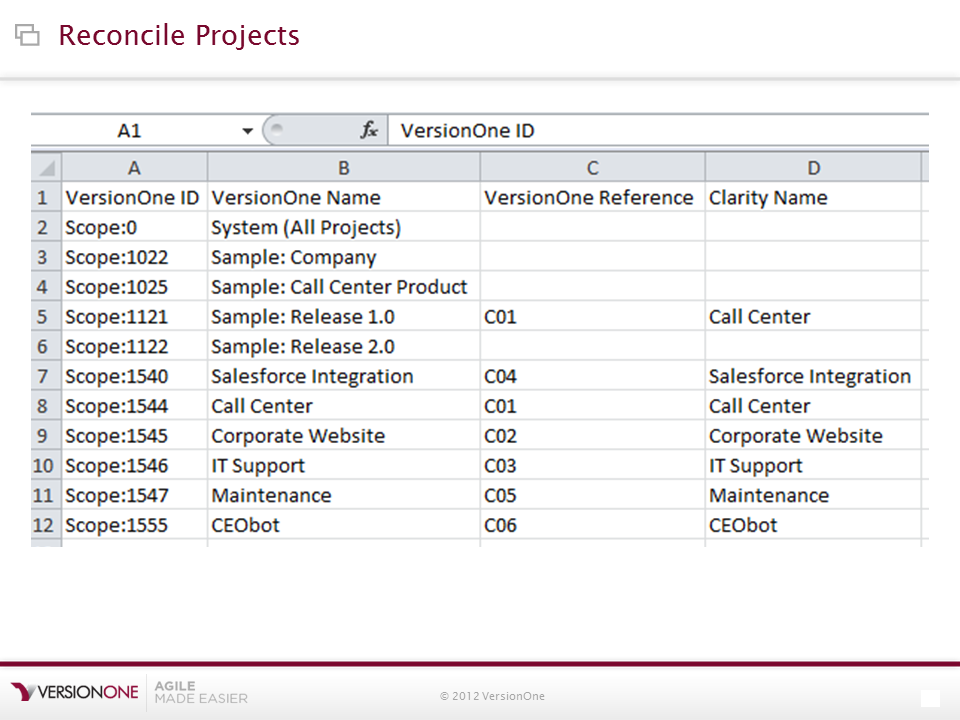 Reconcile Projects
A1 fx VersionOne ID
A B C D
1 VersionOne ID VersionOne Name VersionOne Reference Clarity Name
2 Scope:0 System (All Projects)
3 Scope:1022 Sample: Company
4 Scope:1025 Sample: Call Center Product
5 Scope:1121 Sample: Release 1.0 C01 Call Center
6 Scope:1122 Sample: Release 2.0
7 Scope:1540 Salesforce Integration C04 Salesforce Integration
8 Scope:1544 Call Center C01 Call Center
9 Scope:1545 Corporate Website C02 Corporate Website
10 Scope:1546 IT Support C03 IT Support
11 Scope:1547 Maintenance C05 Maintenance
12 Scope:1555 CEObot C06 CEObot
VERSIONONE AGILE
MADE EASIER
© 2012 VersionOne